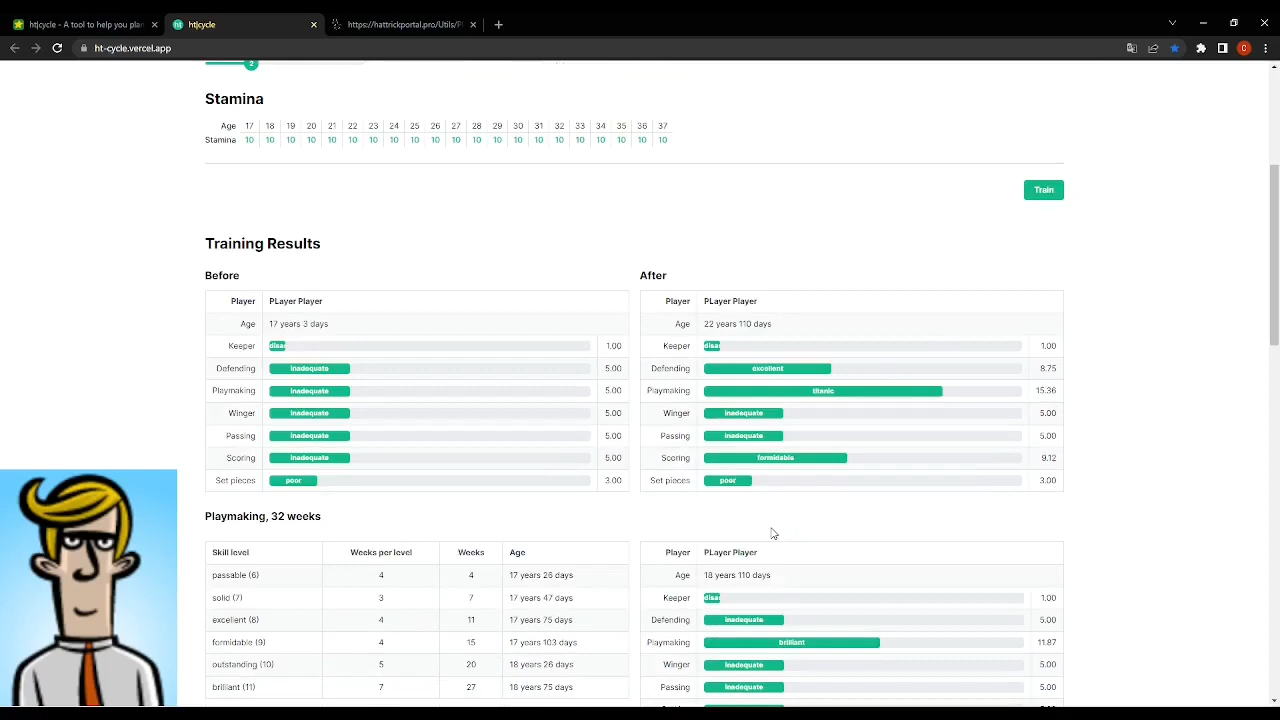 ht|cycle - A tool to help you plan
ht|cycle
https://hattrickportal.pro/Utils/Pl
ht-cycle.vercel.app
2
Stamina
Age 17 18 19 20 21 22 23 24 25 26 27 28 29 30 31 32 33 34 35 36 37
Stamina 10 10 10 10 10 10 10 10 10 10 10 10 10 10 10 10 10 10 10 10 10
Train
Training Results
Before
Player PLayer Player
Age 17 years 3 days
Keeper disa 1.00
Defending inadequate 5.00
Playmaking inadequate 5.00
Winger inadequate 5.00
Passing inadequate 5.00
Scoring inadequate 5.00
Set pieces poor 3.00
After
Player PLayer Player
Age 22 years 110 days
Keeper disa 1.00
Defending excellent 8.75
Playmaking titanic 15.36
Winger inadequate 5.00
Passing inadequate 5.00
Scoring formidable 9.12
Set pieces poor 3.00
Playmaking, 32 weeks
Skill level Weeks per level Weeks Age
passable (6) 4 4 17 years 26 days
solid (7) 3 7 17 years 47 days
excellent (8) 4 11 17 years 75 days
formidable (9) 4 15 17 years 103 days
outstanding (10) 5 20 18 years 26 days
brilliant (11) 7 27 18 years 75 days
Player PLayer Player
Age 18 years 110 days
Keeper disa 1.00
Defending inadequate 5.00
Playmaking brilliant 11.87
Winger inadequate 5.00
Passing inadequate 5.00